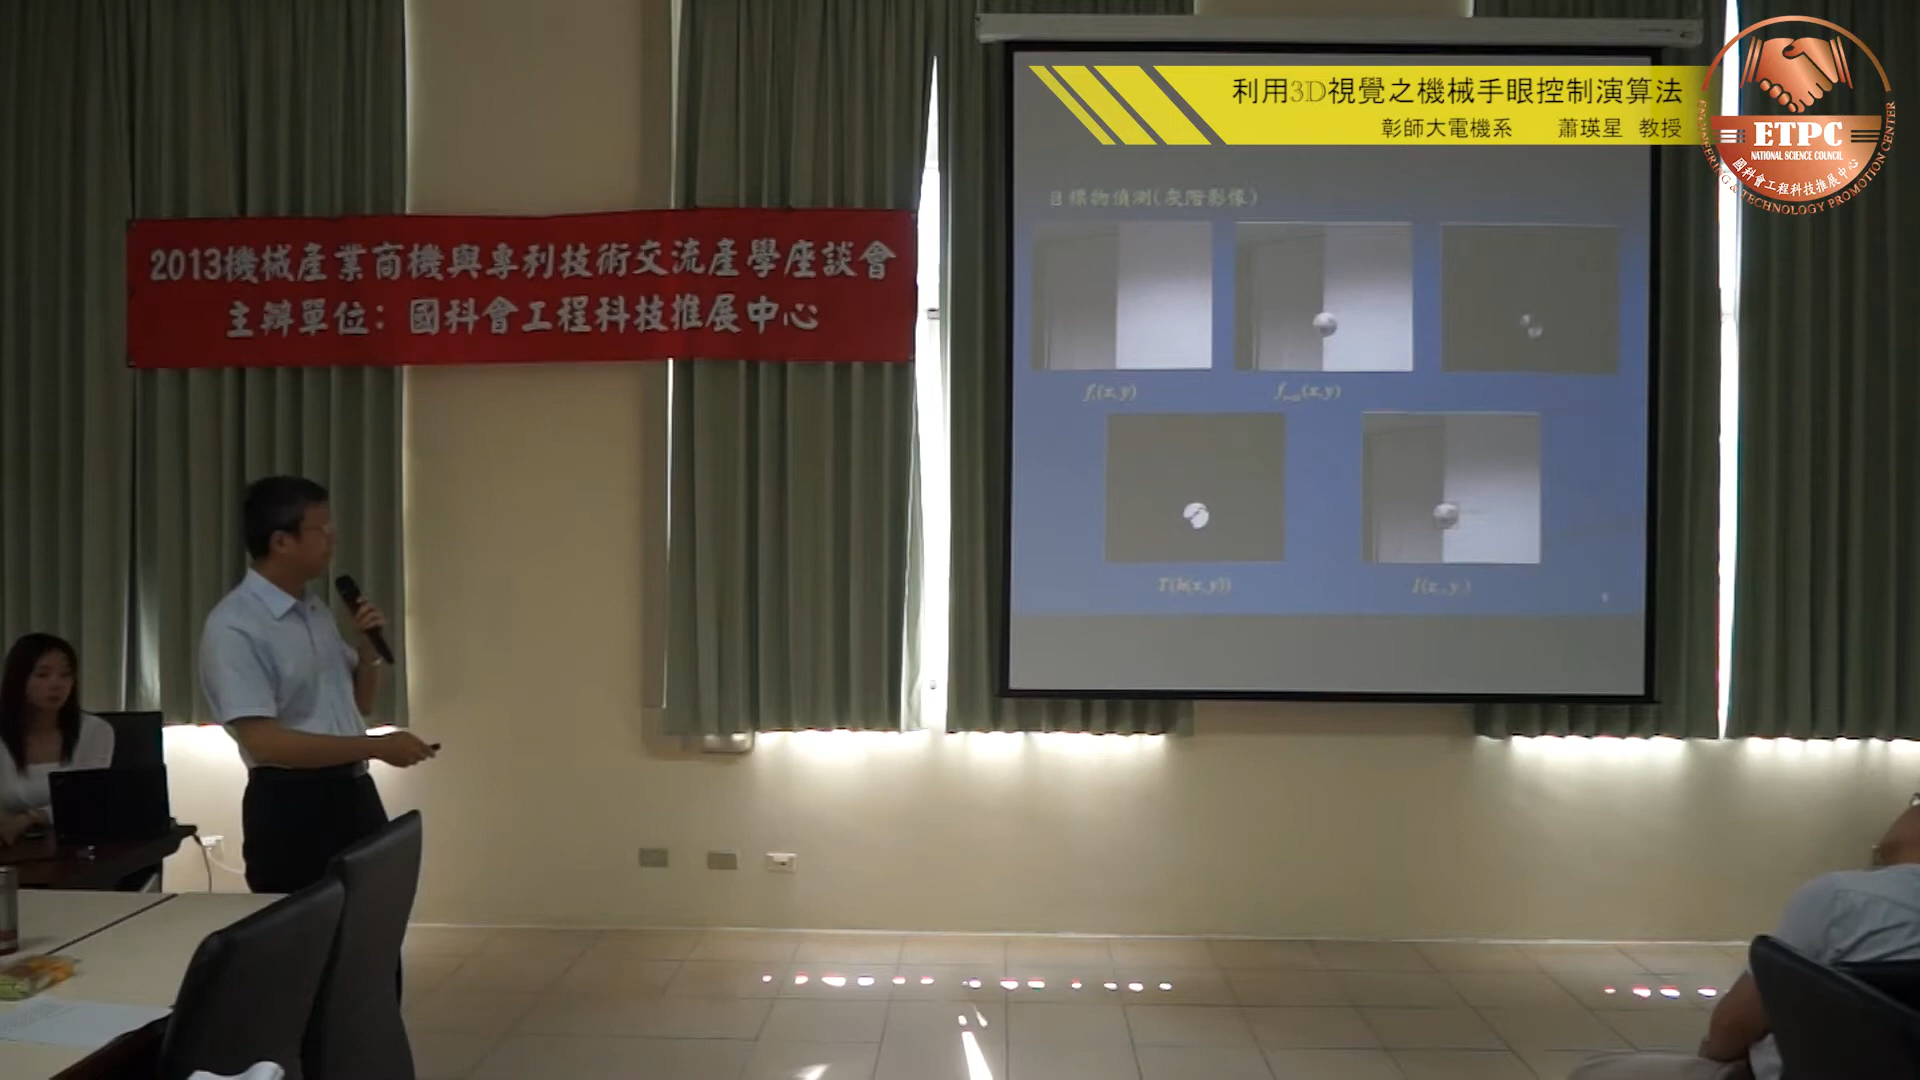 利用3D視覺之機械手眼控制演算法
彰師大電機系 蕭瑛星 教授
ETPC
NATIONAL SCIENCE COUNCIL
國科會工程科技推展中心
ENGINEERING & TECHNOLOGY PROMOTION CENTER
2013機械產業商機與專利技術交流產學座談會
主辦單位：國科會工程科技推展中心
目標物偵測(灰階影像)
T(h(x,y))